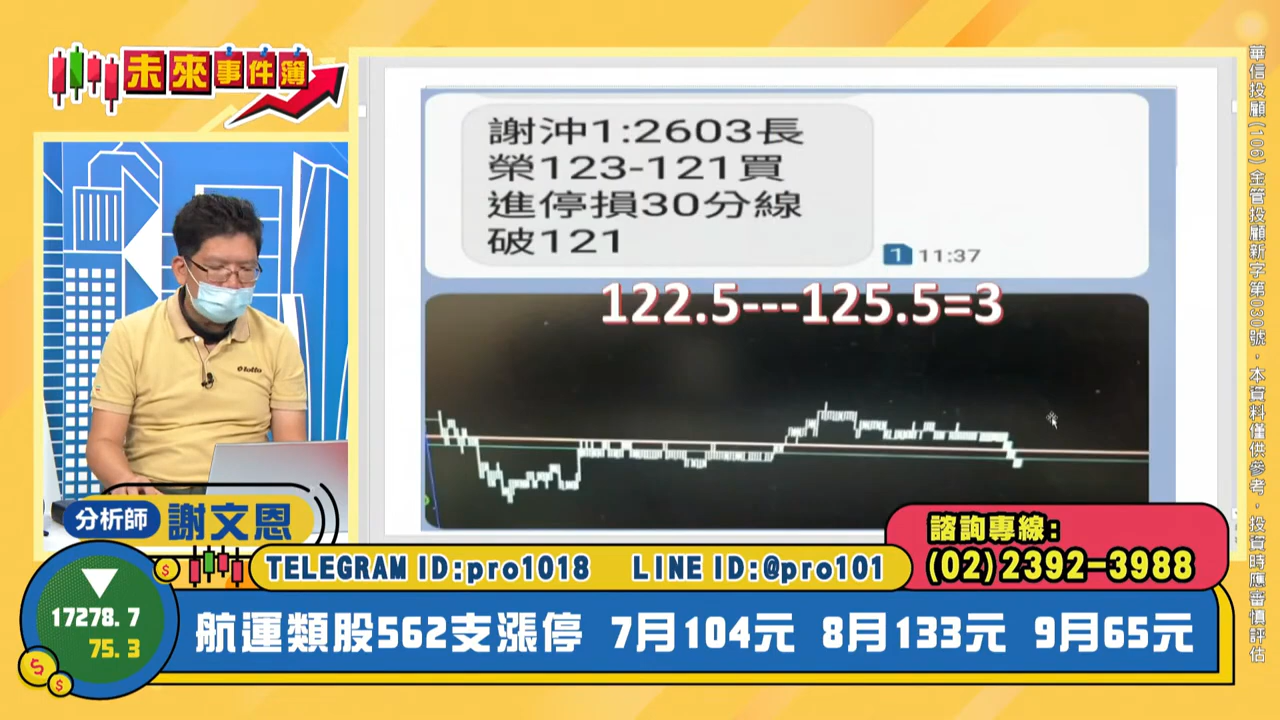 未來事件簿
謝沖1:2603長
榮123-121買
進停損30分線
破121
1 11:37
122.5---125.5=3
lotto
分析師 謝文恩
TELEGRAM ID:pro1018 LINE ID:@pro101
諮詢專線:
(02)2392-3988
17278.7
75.3
航運類股562支漲停 7月104元 8月133元 9月65元
華信投顧(106)金管投顧新字第030號，本資料僅供參考，投資時應審慎評估